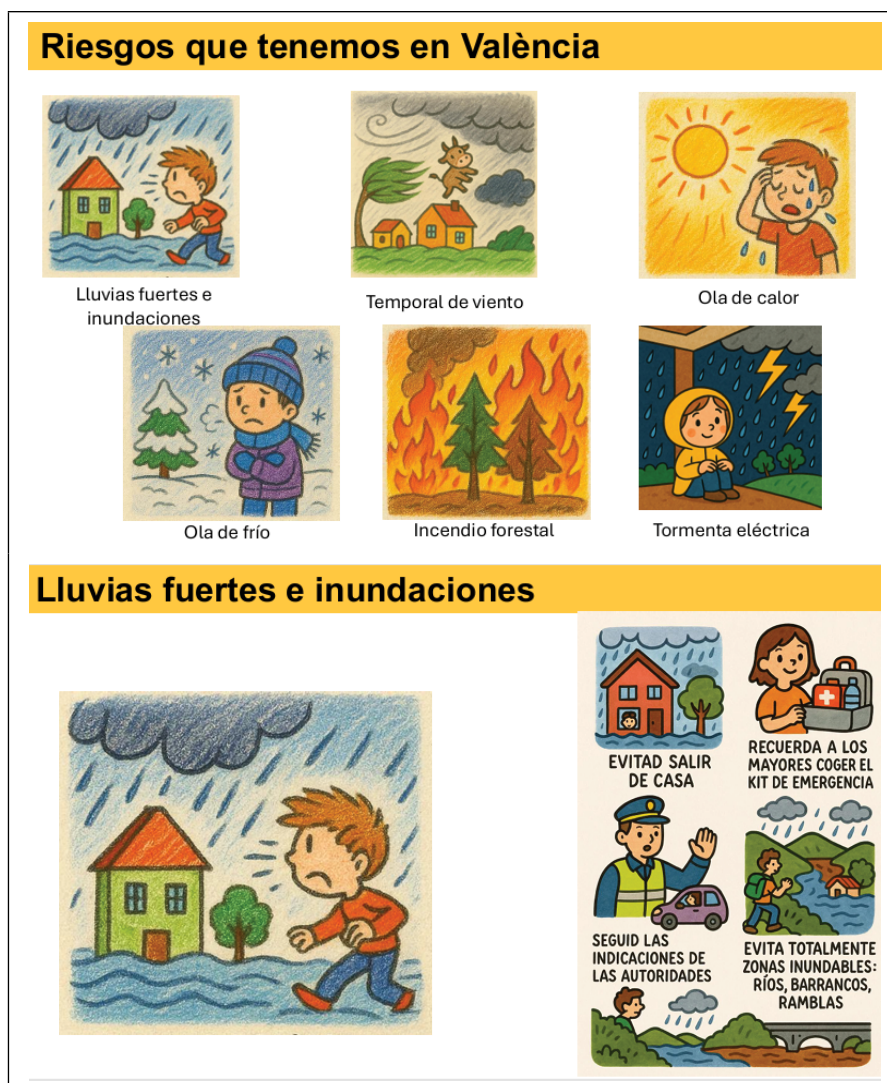 Riesgos que tenemos en València
Lluvias fuertes e
inundaciones
Temporal de viento
Ola de calor
Ola de frío
Incendio forestal
Tormenta eléctrica
Lluvias fuertes e inundaciones
EVITAD SALIR
DE CASA
RECUERDA A LOS
MAYORES COGER EL
KIT DE EMERGENCIA
SEGUID LAS
INDICACIONES DE
LAS AUTORIDADES
EVITA TOTALMENTE
ZONAS INUNDABLES:
RÍOS, BARRANCOS,
RAMBLAS